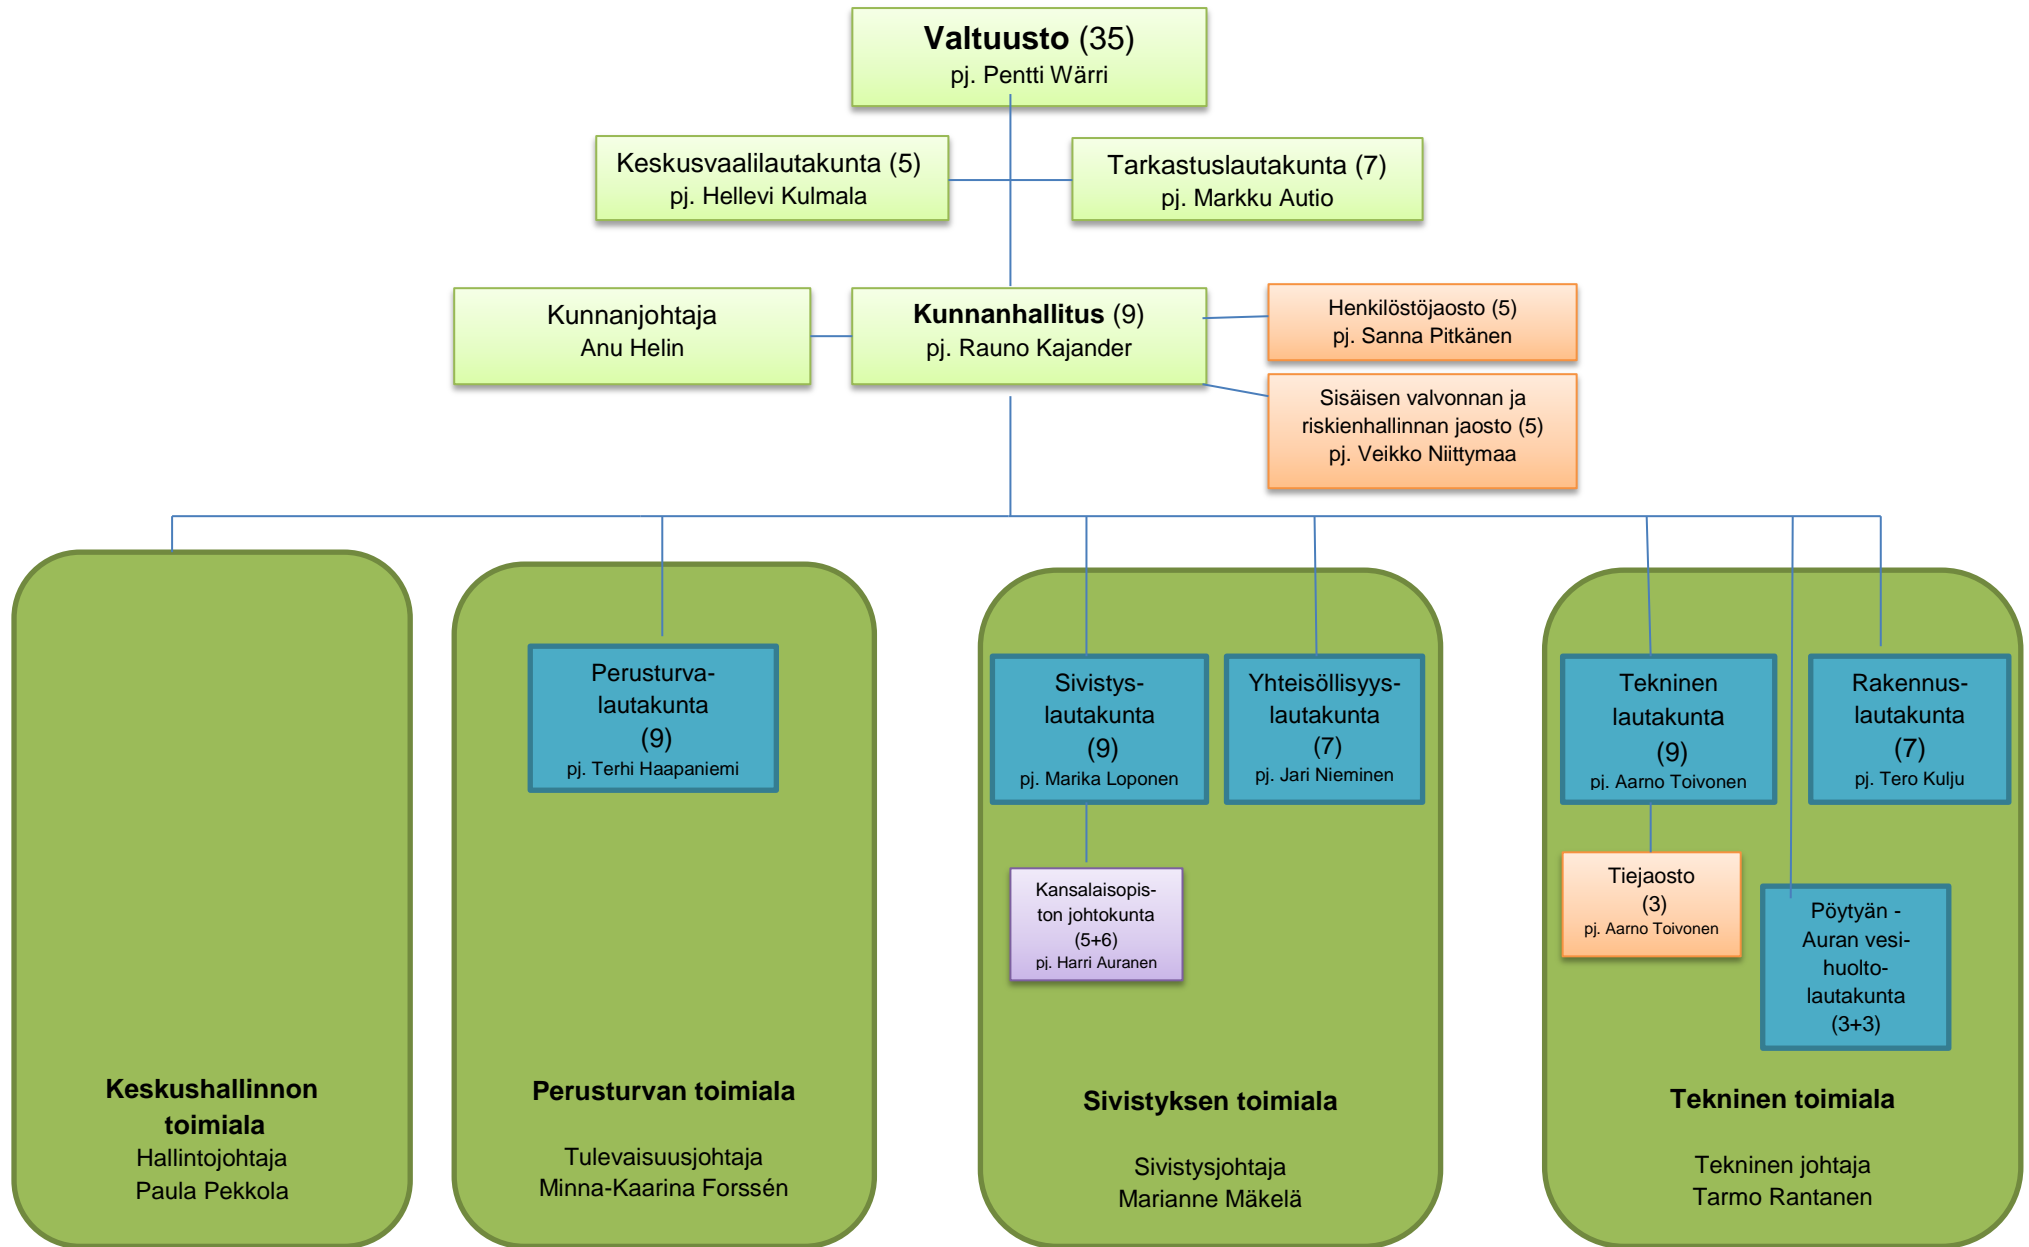 Valtuusto (35)
pj. Pentti Wärri
Keskusvaalilautakunta (5)
pj. Hellevi Kulmala
Tarkastuslautakunta (7)
pj. Markku Autio
Kunnanjohtaja
Anu Helin
Kunnanhallitus (9)
pj. Rauno Kajander
Henkilöstöjaosto (5)
pj. Sanna Pitkänen
Sisäisen valvonnan ja
riskienhallinnan jaosto (5)
pj. Veikko Niittymaa
Perusturva-
lautakunta
(9)
pj. Terhi Haapaniemi
Sivistys-
lautakunta
(9)
pj. Marika Loponen
Yhteisöllisyys-
lautakunta
(7)
pj. Jari Nieminen
Tekninen
lautakunta
(9)
pj. Aarno Toivonen
Rakennus-
lautakunta
(7)
pj. Tero Kulju
Kansalaisopis-
ton johtokunta
(5+6)
pj. Harri Auranen
Tiejaosto
(3)
pj. Aarno Toivonen
Pöytyän -
Auran vesi-
huolto-
lautakunta
(3+3)
Keskushallinnon
toimiala
Hallintojohtaja
Paula Pekkola
Perusturvan toimiala
Tulevaisuusjohtaja
Minna-Kaarina Forssén
Sivistyksen toimiala
Sivistysjohtaja
Marianne Mäkelä
Tekninen toimiala
Tekninen johtaja
Tarmo Rantanen